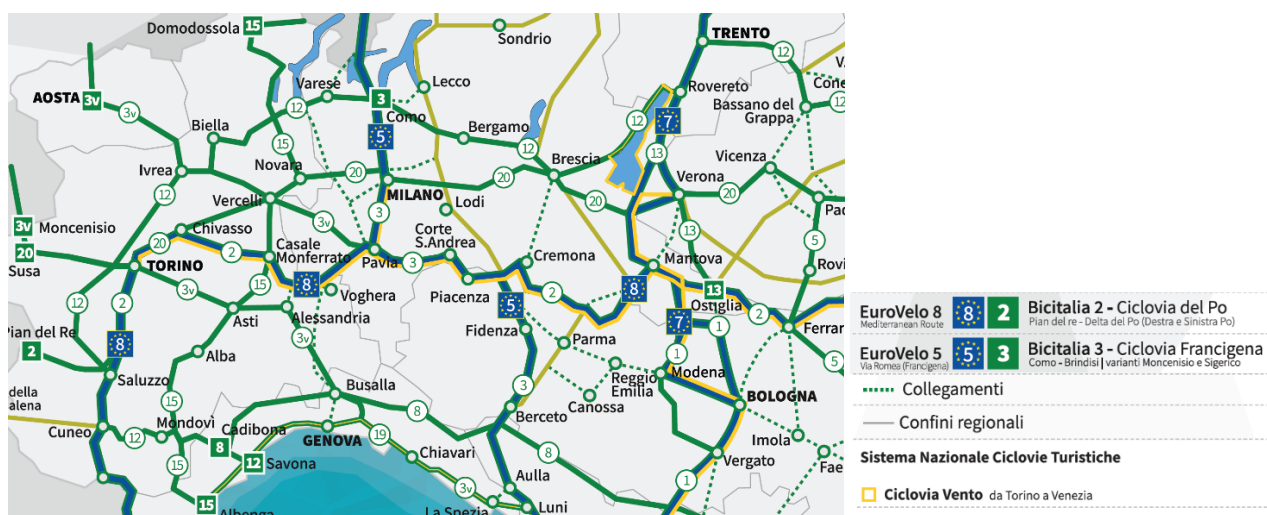 Domodossola
15
Sondrio
TRENTO
12
V.
Cone
12
AOSTA
3v
3v
Varese
12
3
Como
Lecco
Rovereto
7
Bassano del
Grappa
Biella
15
5
Bergamo
12
12
13
Ivrea
Novara
20
Brescia
Vicenza
12
Vercelli
MILANO
20
20
Verona
20
Pad
3v
Moncenisio
20
Susa
Chivasso
20
2
Casale
Monferrato
3v
3
Lodi
Corte
S.Andrea
13
5
TORINO
Pavia
3
Cremona
Mantova
Rovi
3v
15
8
Voghera
Piacenza
5
2
8
Ostiglia
13
2
12
2
8
Asti
Alessandria
3v
Fidenza
Parma
7
1
Ferrar
Pian del Re
2
Alba
1
5
Saluzzo
15
Busalla
3
Reggio
Emilia
Modena
della
alena
Canossa
BOLOGNA
Cuneo
Mondovì
12
Cadibona
8
GENOVA
8
Berceto
Imola
15
12
Savona
19
Chiavari
8
Vergato
Fae
15
Albenga
3v
Aulla
1
La Spezia
Luni
EuroVelo 8
Mediterranean Route
8
2
Bicitalia 2 - Ciclovia del Po
Pian del re - Delta del Po (Destra e Sinistra Po)
EuroVelo 5
Via Romea (Francigena)
5
3
Bicitalia 3 - Ciclovia Francigena
Como - Brindisi | varianti Moncenisio e Sigerico
Collegamenti
Confini regionali
Sistema Nazionale Ciclovie Turistiche
Ciclovia Vento da Torino a Venezia